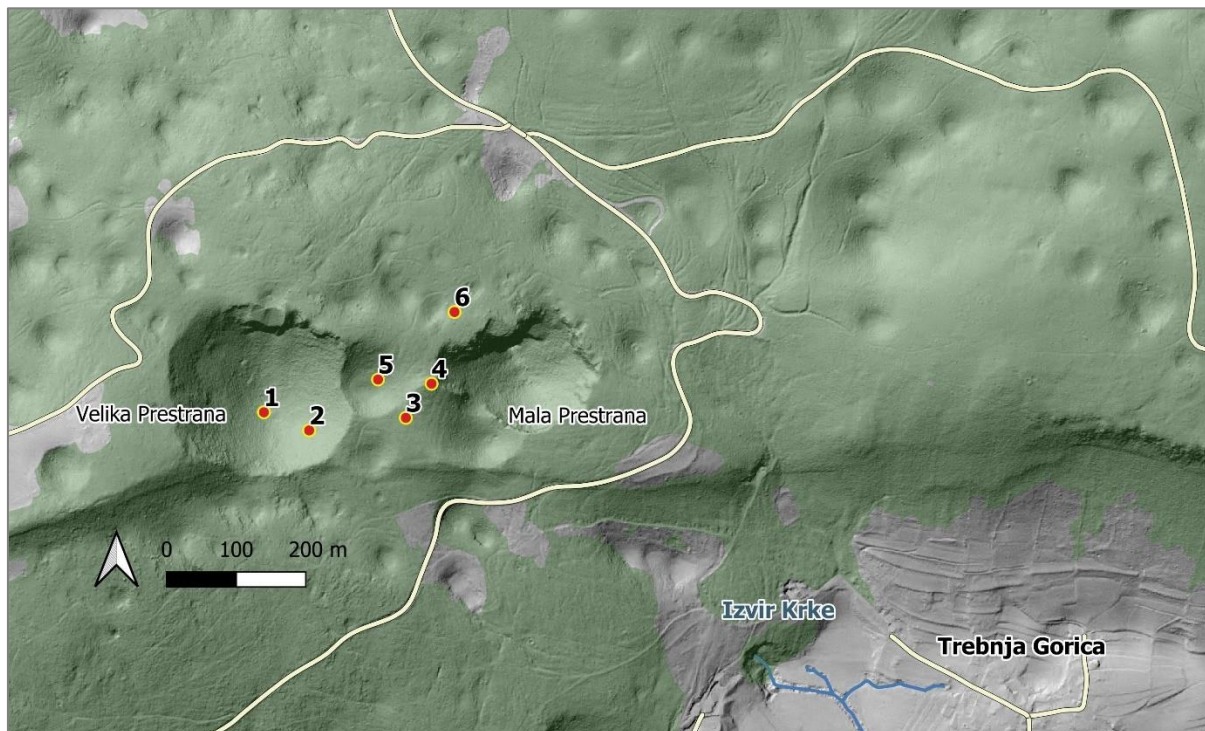 6
5
4
1
2
3
Velika Prestrana
Mala Prestrana
0 100 200 m
Izvir Krke
Trebnja Gorica